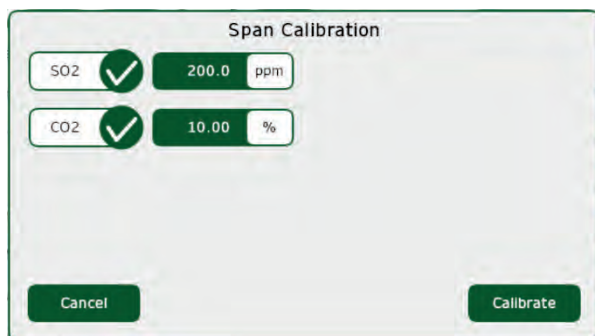 Span Calibration
SO2 200.0 ppm
CO2 10.00 %
Cancel Calibrate